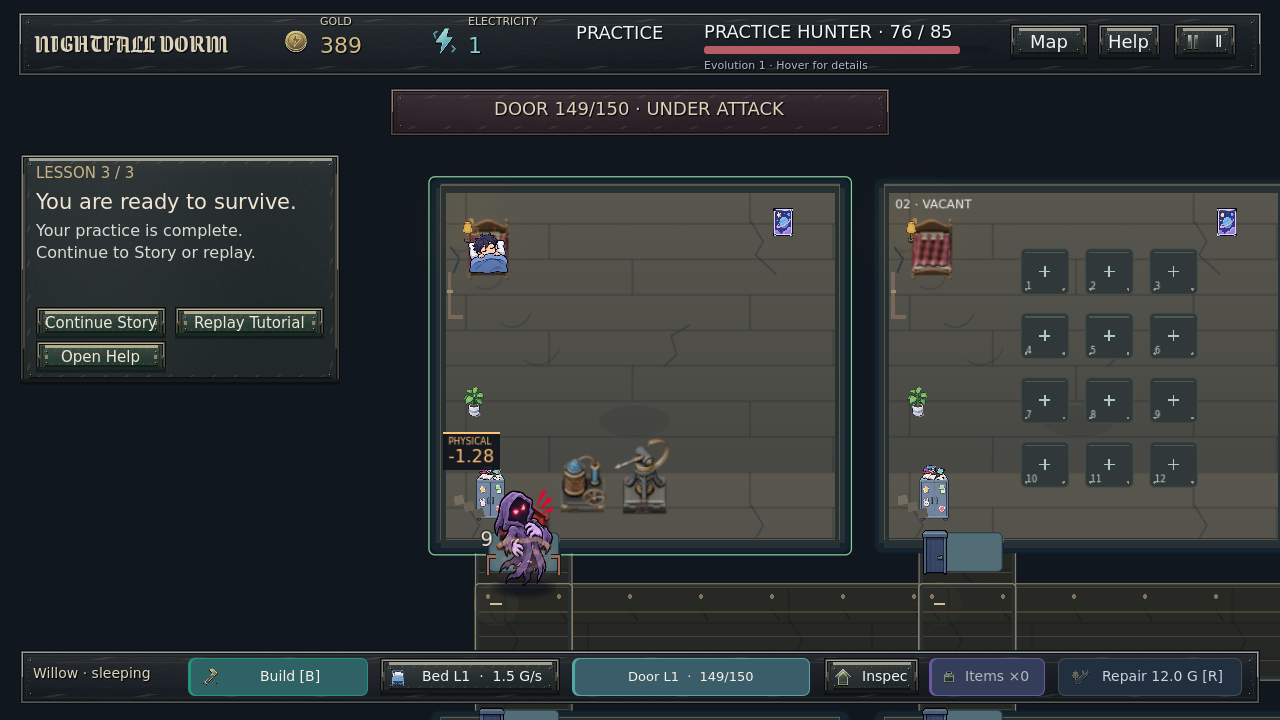 NIGHTFALL DORM
GOLD
389
ELECTRICITY
1
PRACTICE
PRACTICE HUNTER · 76 / 85
Evolution 1 · Hover for details
Map
Help
DOOR 149/150 · UNDER ATTACK
LESSON 3 / 3
You are ready to survive.
Your practice is complete.
Continue to Story or replay.
Continue Story
Replay Tutorial
Open Help
02 · VACANT
+ + +
1 2 3
+ + +
4 5 6
+ + +
7 8 9
+ + +
10 11 12
PHYSICAL
-1.28
9
Willow · sleeping
Build [B]
Bed L1 · 1.5 G/s
Door L1 · 149/150
Inspec
Items ×0
Repair 12.0 G [R]